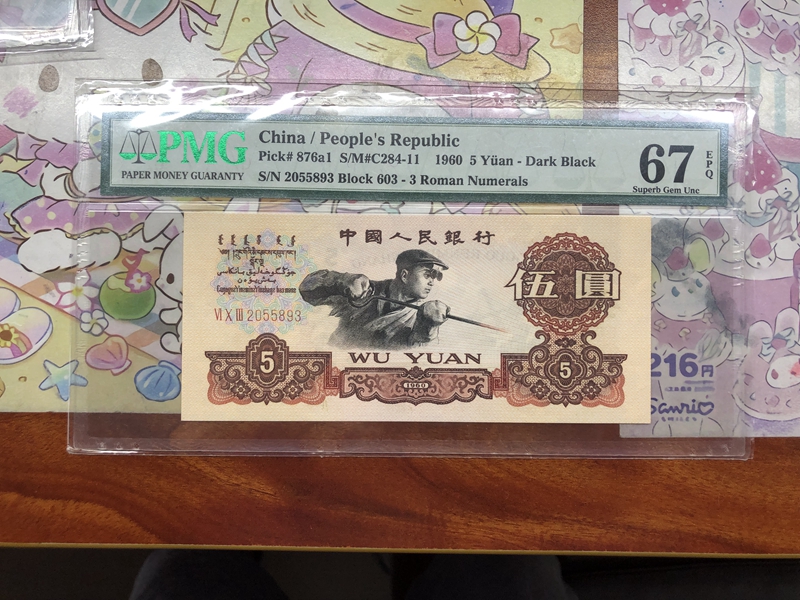 PMG
PAPER MONEY GUARANTY
China / People's Republic
Pick# 876a1 S/M#C284-11 1960 5 Yüan - Dark Black
S/N 2055893 Block 603 - 3 Roman Numerals
67 EPQ
Superb Gem Unc
中國人民銀行
伍圓
VI X III 2055893
5
WU YUAN
5
1960
216円
Sanrio